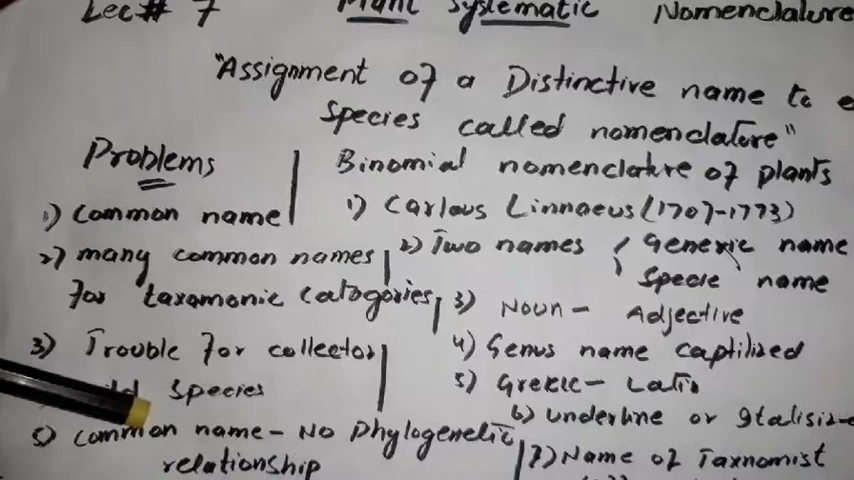 Lec# 7 Plant Systematic Nomenclature
"Assignment of a Distinctive name to e
Species called nomenclature"
Problems
1) Common name
2) many common names
for taxamonic catogories
3) Trouble for collector
Species
5) Common name - No Phylogenetic
relationship
Binomial nomenclature of plants
1) Carlous Linnaeus (1707-1773)
2) Two names { Generic name
Specie name
3) Noun - Adjective
4) Genus name captilized
5) Greek - Latin
6) underline or Italisize
7) Name of Taxnomist